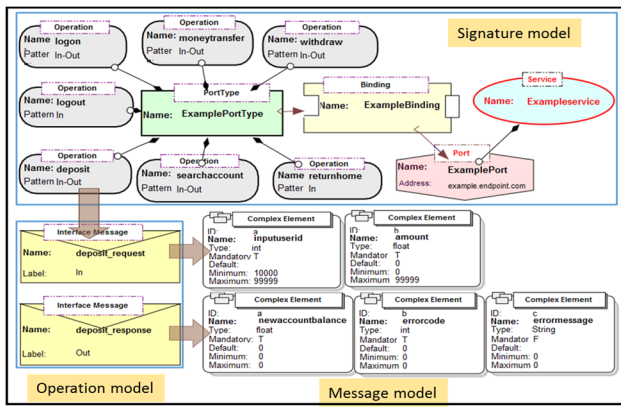 Operation
Name: logon
Patter In-Out
Operation
Name: moneytransfer
Patter In-Out
Operation
Name: withdraw
Pattern In-Out
Signature model
Operation
Name: logout
Pattern In
PortType
Name: ExamplePortType
Binding
Name: ExampleBinding
Service
Name: Exampleservice
Operation
Name: deposit
Pattern In-Out
Operation
Name: searchaccount
Pattern In-Out
Operation
Name: returnhome
Pattern In
Port
Name: ExamplePort
Address: example.endpoint.com
Interface Message
Name: deposit_request
Label: In
Complex Element
ID: a
Name: inputuserid
Type: int
Mandatory T
Default:
Minimum: 10000
Maximum: 99999
Complex Element
ID: b
Name: amount
Type: float
Mandator T
Default: 0
Minimum: 0
Maximum 99999
Interface Message
Name: deposit_response
Label: Out
Complex Element
ID: a
Name: newaccountbalance
Type: float
Mandatory: T
Default: 0
Minimum: 0
Maximum: 0
Complex Element
ID: b
Name: errorcode
Type: int
Mandator T
Default: 0
Minimum: 0
Maximum 0
Complex Element
ID: c
Name: errormessage
Type: String
Mandator F
Default:
Minimum: 0
Maximum 0
Operation model
Message model